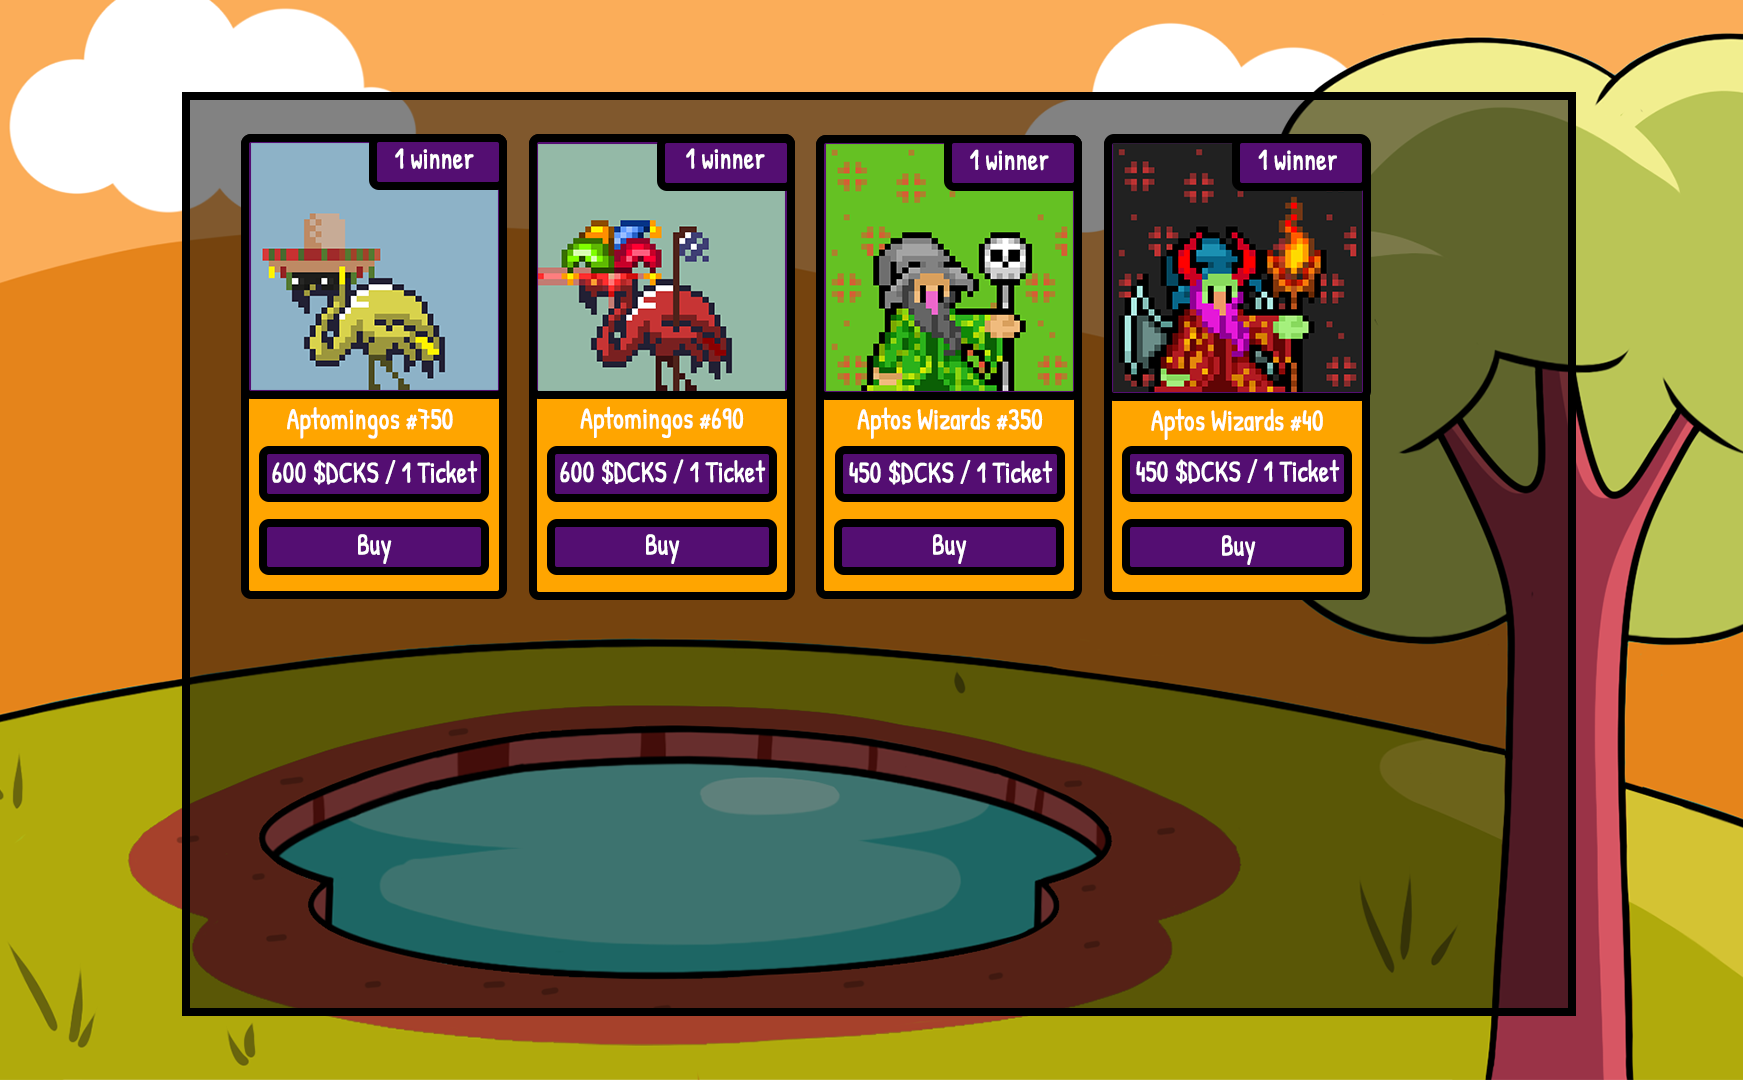 1 winner
Aptomingos #750
600 $DCKS / 1 Ticket
Buy
1 winner
Aptomingos #690
600 $DCKS / 1 Ticket
Buy
1 winner
Aptos Wizards #350
450 $DCKS / 1 Ticket
Buy
1 winner
Aptos Wizards #40
450 $DCKS / 1 Ticket
Buy